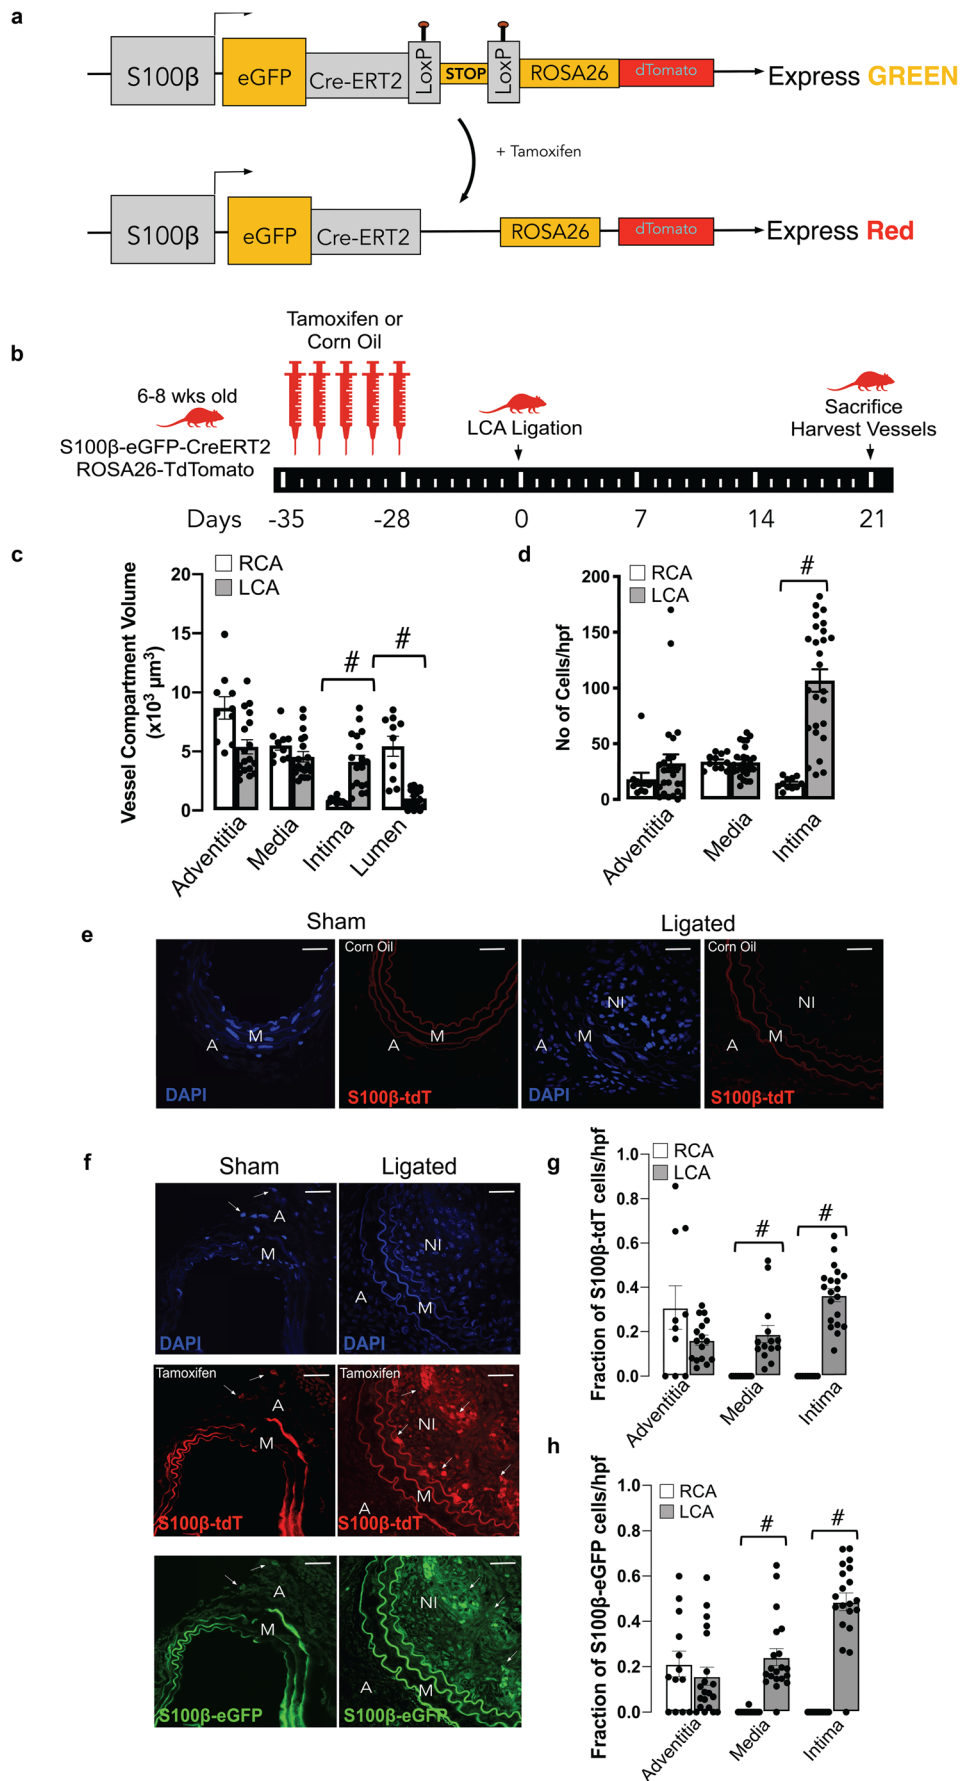 a
S100β
eGFP
Cre-ERT2
LoxP
STOP
LoxP
ROSA26
dTomato
Express GREEN
+ Tamoxifen
S100β
eGFP
Cre-ERT2
ROSA26
dTomato
Express Red
b
Tamoxifen or
Corn Oil
6-8 wks old
S100β-eGFP-CreERT2
ROSA26-TdTomato
LCA Ligation
Sacrifice
Harvest Vessels
Days -35 -28 0 7 14 21
c
RCA
LCA
Vessel Compartment Volume
(x10³ µm³)
20
15
10
5
0
# #
Adventitia Media Intima Lumen
d
RCA
LCA
No of Cells/hpf
200
150
100
50
0
#
Adventitia Media Intima
e
Sham Ligated
A M DAPI
Corn Oil
A M S100β-tdT
NI M A DAPI
Corn Oil
NI M A S100β-tdT
f
Sham Ligated
A M DAPI
NI A M DAPI
Tamoxifen
A M S100β-tdT
Tamoxifen
NI A M S100β-tdT
A M S100β-eGFP
NI A M S100β-eGFP
g
RCA
LCA
Fraction of S100β-tdT cells/hpf
1.0
0.8
0.6
0.4
0.2
0.0
# #
Adventitia Media Intima
h
RCA
LCA
Fraction of S100β-eGFP cells/hpf
1.0
0.8
0.6
0.4
0.2
0.0
# #
Adventitia Media Intima